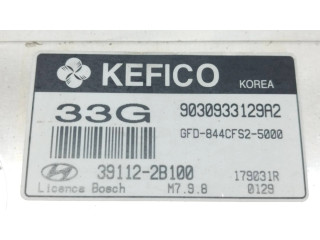 KEFICO KOREA
33G 9030933129A2
GFD-844CFS2-5000
39112-2B100 179031R
Licence Bosch M7.9.8 0129